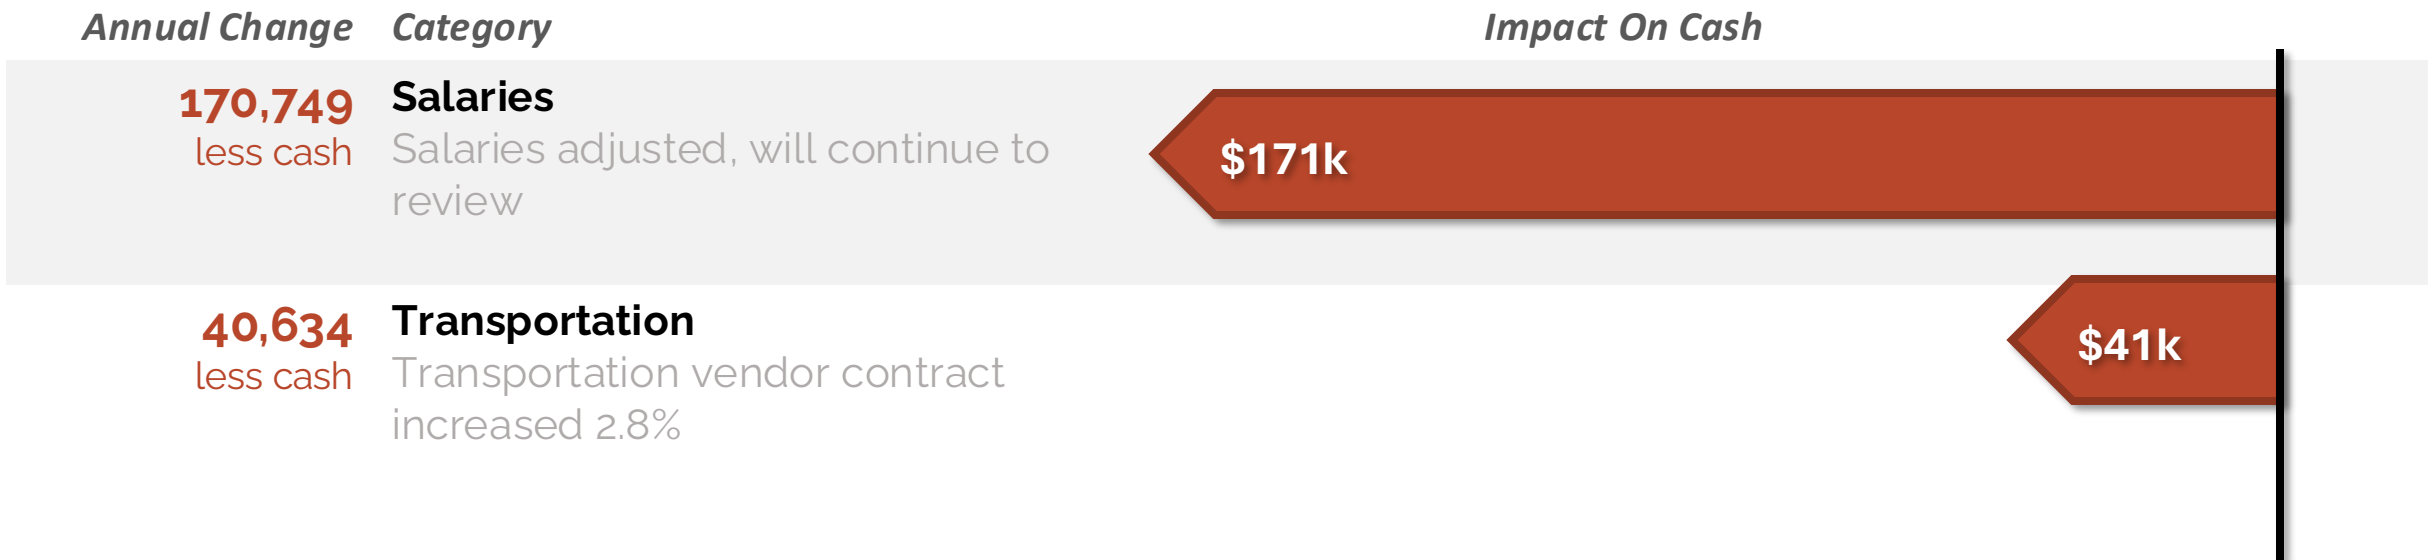 Annual Change Category Impact On Cash
170,749 Salaries
less cash Salaries adjusted, will continue to
review
$171k
40,634 Transportation
less cash Transportation vendor contract
increased 2.8%
$41k